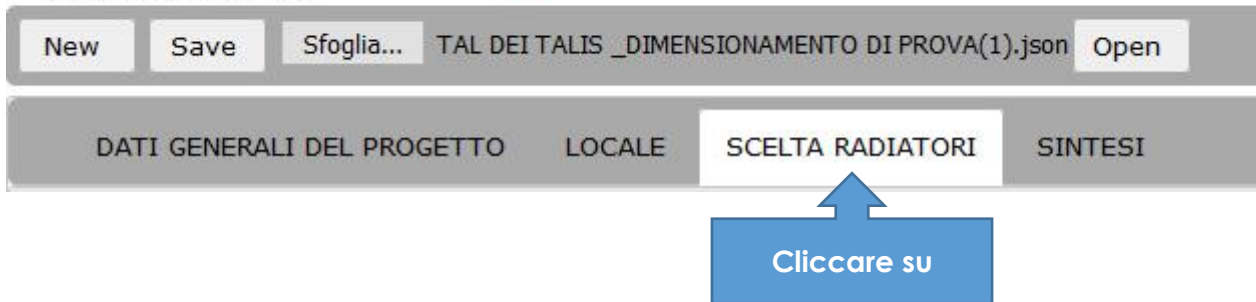 New Save Sfoglia... TAL DEI TALIS _DIMENSIONAMENTO DI PROVA(1).json Open
DATI GENERALI DEL PROGETTO LOCALE SCELTA RADIATORI SINTESI
Cliccare su